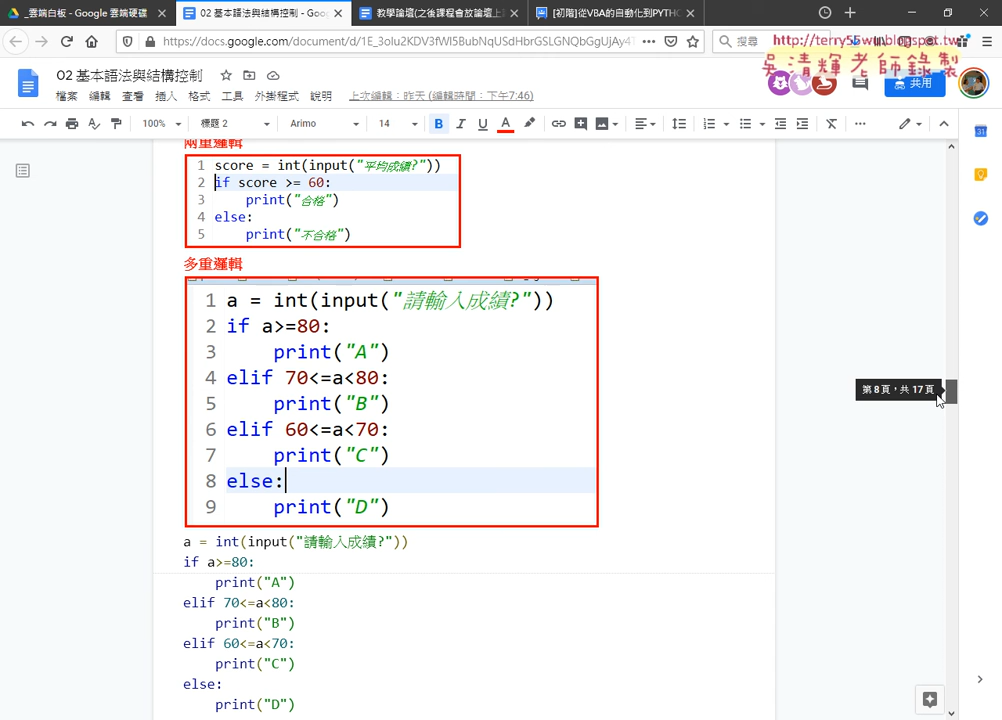 _雲端白板 - Google 雲端硬碟
02 基本語法與結構控制 - Goo
教學論壇(之後課程會放論壇上
[初階]從VBA的自動化到PYTHO
https://docs.google.com/document/d/1E_3olu2KDV3fWl5BubNqUSdHbrGSLGNQbGgUjAy4
搜尋
http://terry55wu.blogspot.tw
吳清輝老師錄製
02 基本語法與結構控制
檔案 編輯 查看 插入 格式 工具 外掛程式 說明 上次編輯：昨天 (編輯時間：下午7:46)
共用
100% 標題 2 Arimo 14 B I U A
31
兩重邏輯
1 score = int(input("平均成績?"))
2 if score >= 60:
3 print("合格")
4 else:
5 print("不合格")
多重邏輯
1 a = int(input("請輸入成績?"))
2 if a>=80:
3 print("A")
4 elif 70<=a<80:
5 print("B")
6 elif 60<=a<70:
7 print("C")
8 else:
9 print("D")
第 8 頁，共 17 頁
a = int(input("請輸入成績?"))
if a>=80:
print("A")
elif 70<=a<80:
print("B")
elif 60<=a<70:
print("C")
else:
print("D")